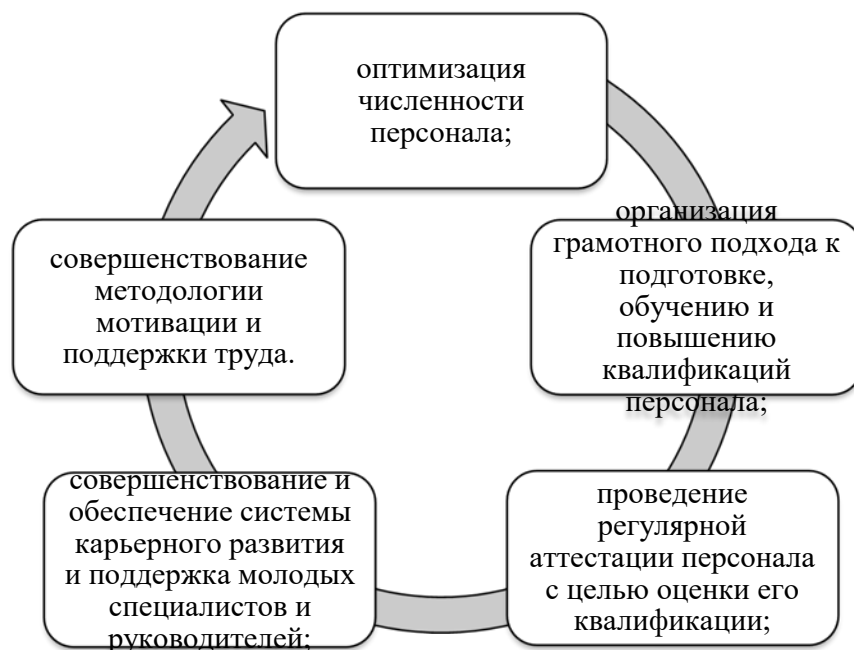 оптимизация
численности
персонала;
организация
грамотного подхода к
подготовке,
обучению и
повышению
квалификаций
персонала;
проведение
регулярной
аттестации персонала
с целью оценки его
квалификации;
совершенствование и
обеспечение системы
карьерного развития
и поддержка молодых
специалистов и
руководителей;
совершенствование
методологии
мотивации и
поддержки труда.